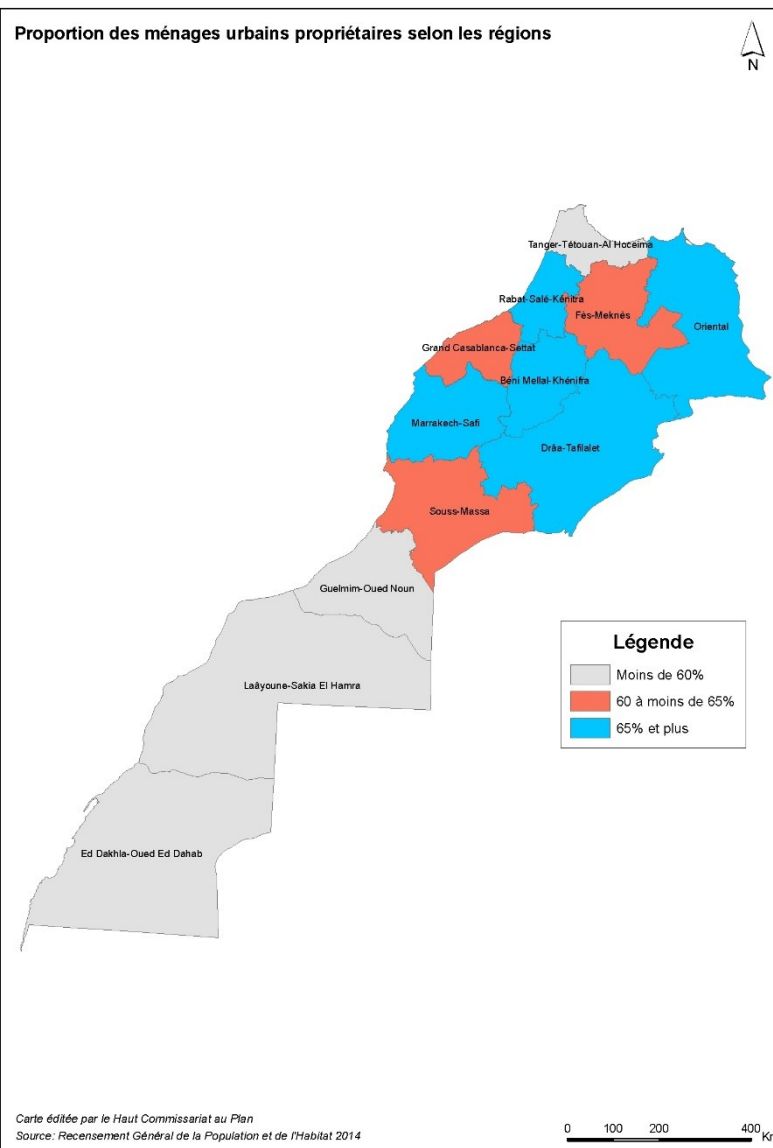 Proportion des ménages urbains propriétaires selon les régions
N
Tanger-Tétouan-Al Hoceima
Rabat-Salé-Kénitra
Fès-Meknès
Oriental
Grand Casablanca-Settat
Béni Mellal-Khénifra
Marrakech-Safi
Drâa-Tafilalet
Souss-Massa
Guelmim-Oued Noun
Laâyoune-Sakia El Hamra
Ed Dakhla-Oued Ed Dahab
Légende
Moins de 60%
60 à moins de 65%
65% et plus
Carte éditée par le Haut Commissariat au Plan
Source: Recensement Général de la Population et de l'Habitat 2014
0 100 200 400